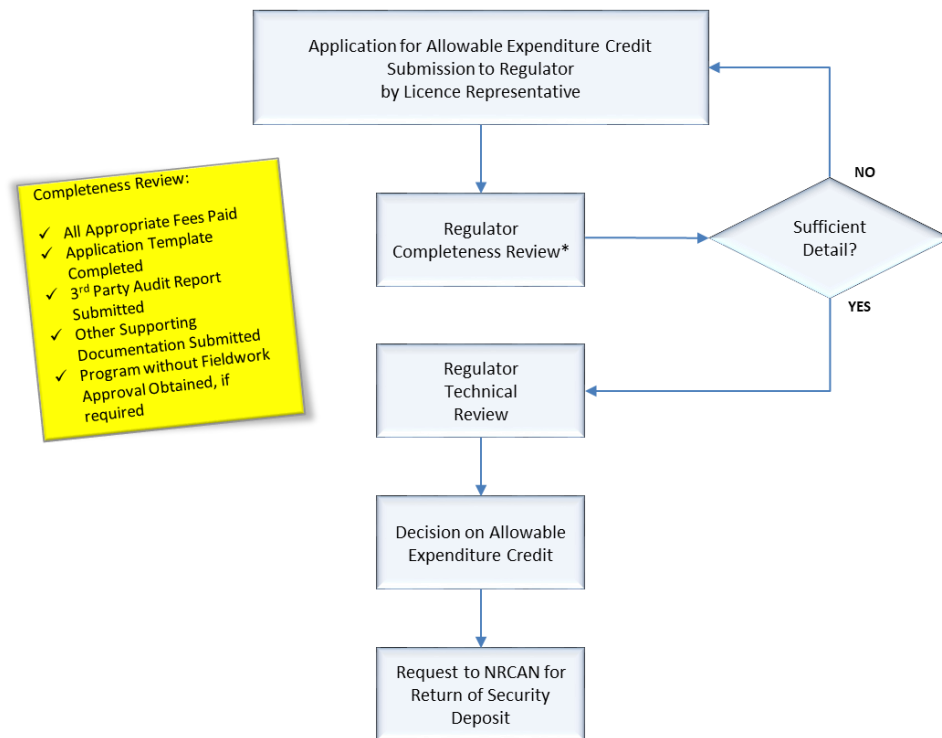 Application for Allowable Expenditure Credit
Submission to Regulator
by Licence Representative
NO
Completeness Review:
✓ All Appropriate Fees Paid
✓ Application Template
Completed
✓ 3rd Party Audit Report
Submitted
✓ Other Supporting
Documentation Submitted
✓ Program without Fieldwork
Approval Obtained, if
required
Regulator
Completeness Review*
Sufficient
Detail?
YES
Regulator
Technical
Review
Decision on Allowable
Expenditure Credit
Request to NRCAN for
Return of Security
Deposit